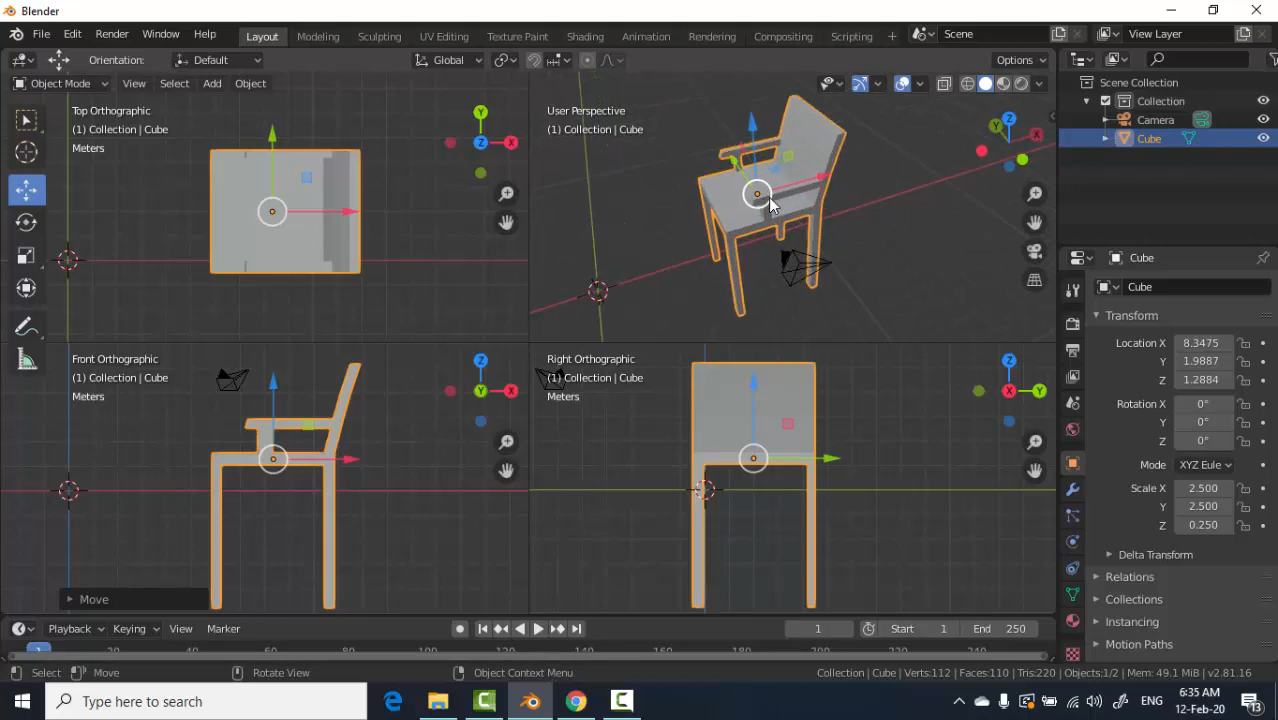 Blender
File Edit Render Window Help Layout Modeling Sculpting UV Editing Texture Paint Shading Animation Rendering Compositing Scripting + Scene View Layer
Orientation: Default Global Options
Object Mode View Select Add Object
Top Orthographic
(1) Collection | Cube
Meters
User Perspective
(1) Collection | Cube
Front Orthographic
(1) Collection | Cube
Meters
Right Orthographic
(1) Collection | Cube
Meters
Move
Scene Collection
Collection
Camera
Cube
Cube
Cube
Transform
Location X 8.3475
Y 1.9887
Z 1.2884
Rotation X 0°
Y 0°
Z 0°
Mode XYZ Eule
Scale X 2.500
Y 2.500
Z 0.250
Delta Transform
Relations
Collections
Instancing
Motion Paths
Playback Keying View Marker 1 Start 1 End 250
Select Move Rotate View Object Context Menu Collection | Cube | Verts:112 | Faces:110 | Tris:220 | Objects:1/2 | Mem: 49.1 MiB | v2.81.16
Type here to search
ENG
6:35 AM
12-Feb-20